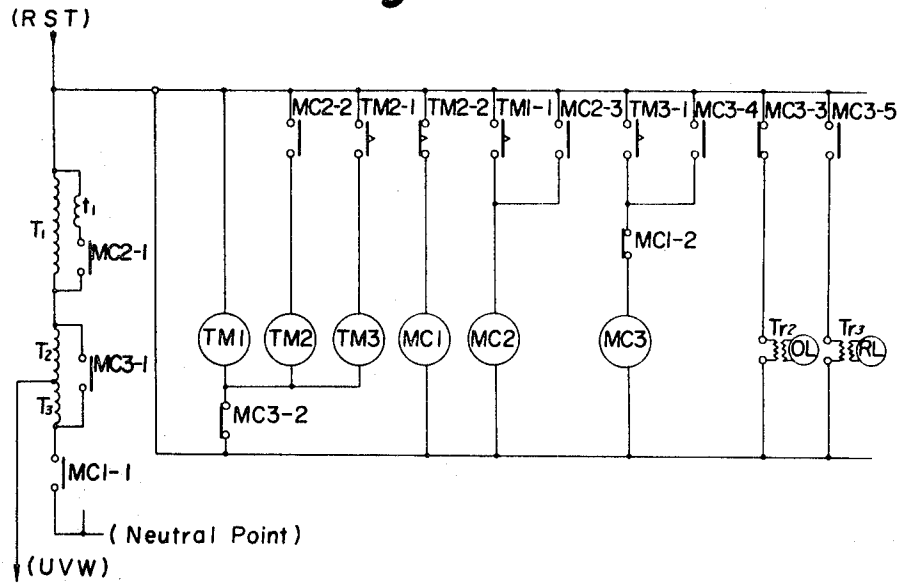 (RST)
MC2-2 TM2-1 TM2-2 TM1-1 MC2-3 TM3-1 MC3-4 MC3-3 MC3-5
T1
t1
MC2-1
MC1-2
TM1 TM2 TM3 MC1 MC2 MC3
Tr2 OL Tr3 RL
T2
MC3-1
T3
MC3-2
MC1-1
(Neutral Point)
(UVW)